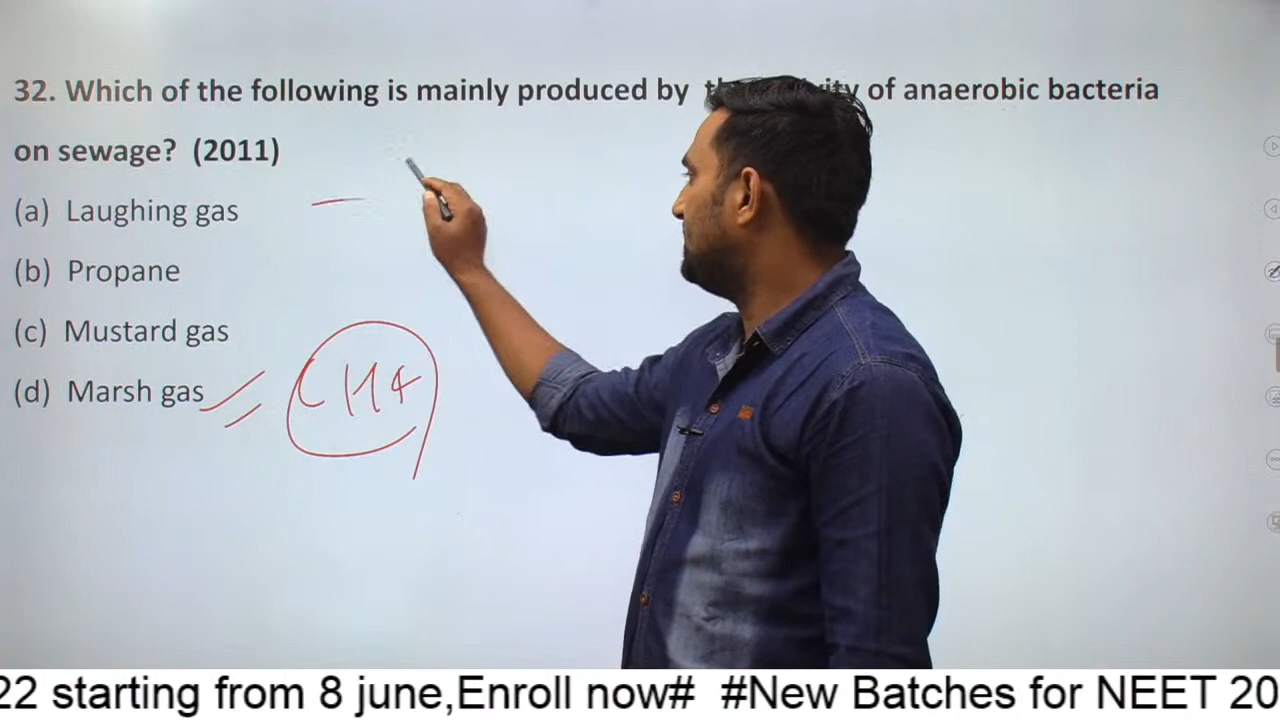 32. Which of the following is mainly produced by of anaerobic bacteria
on sewage? (2011)
(a) Laughing gas
(b) Propane
(c) Mustard gas
(d) Marsh gas CH4
22 starting from 8 june,Enroll now# #New Batches for NEET 20